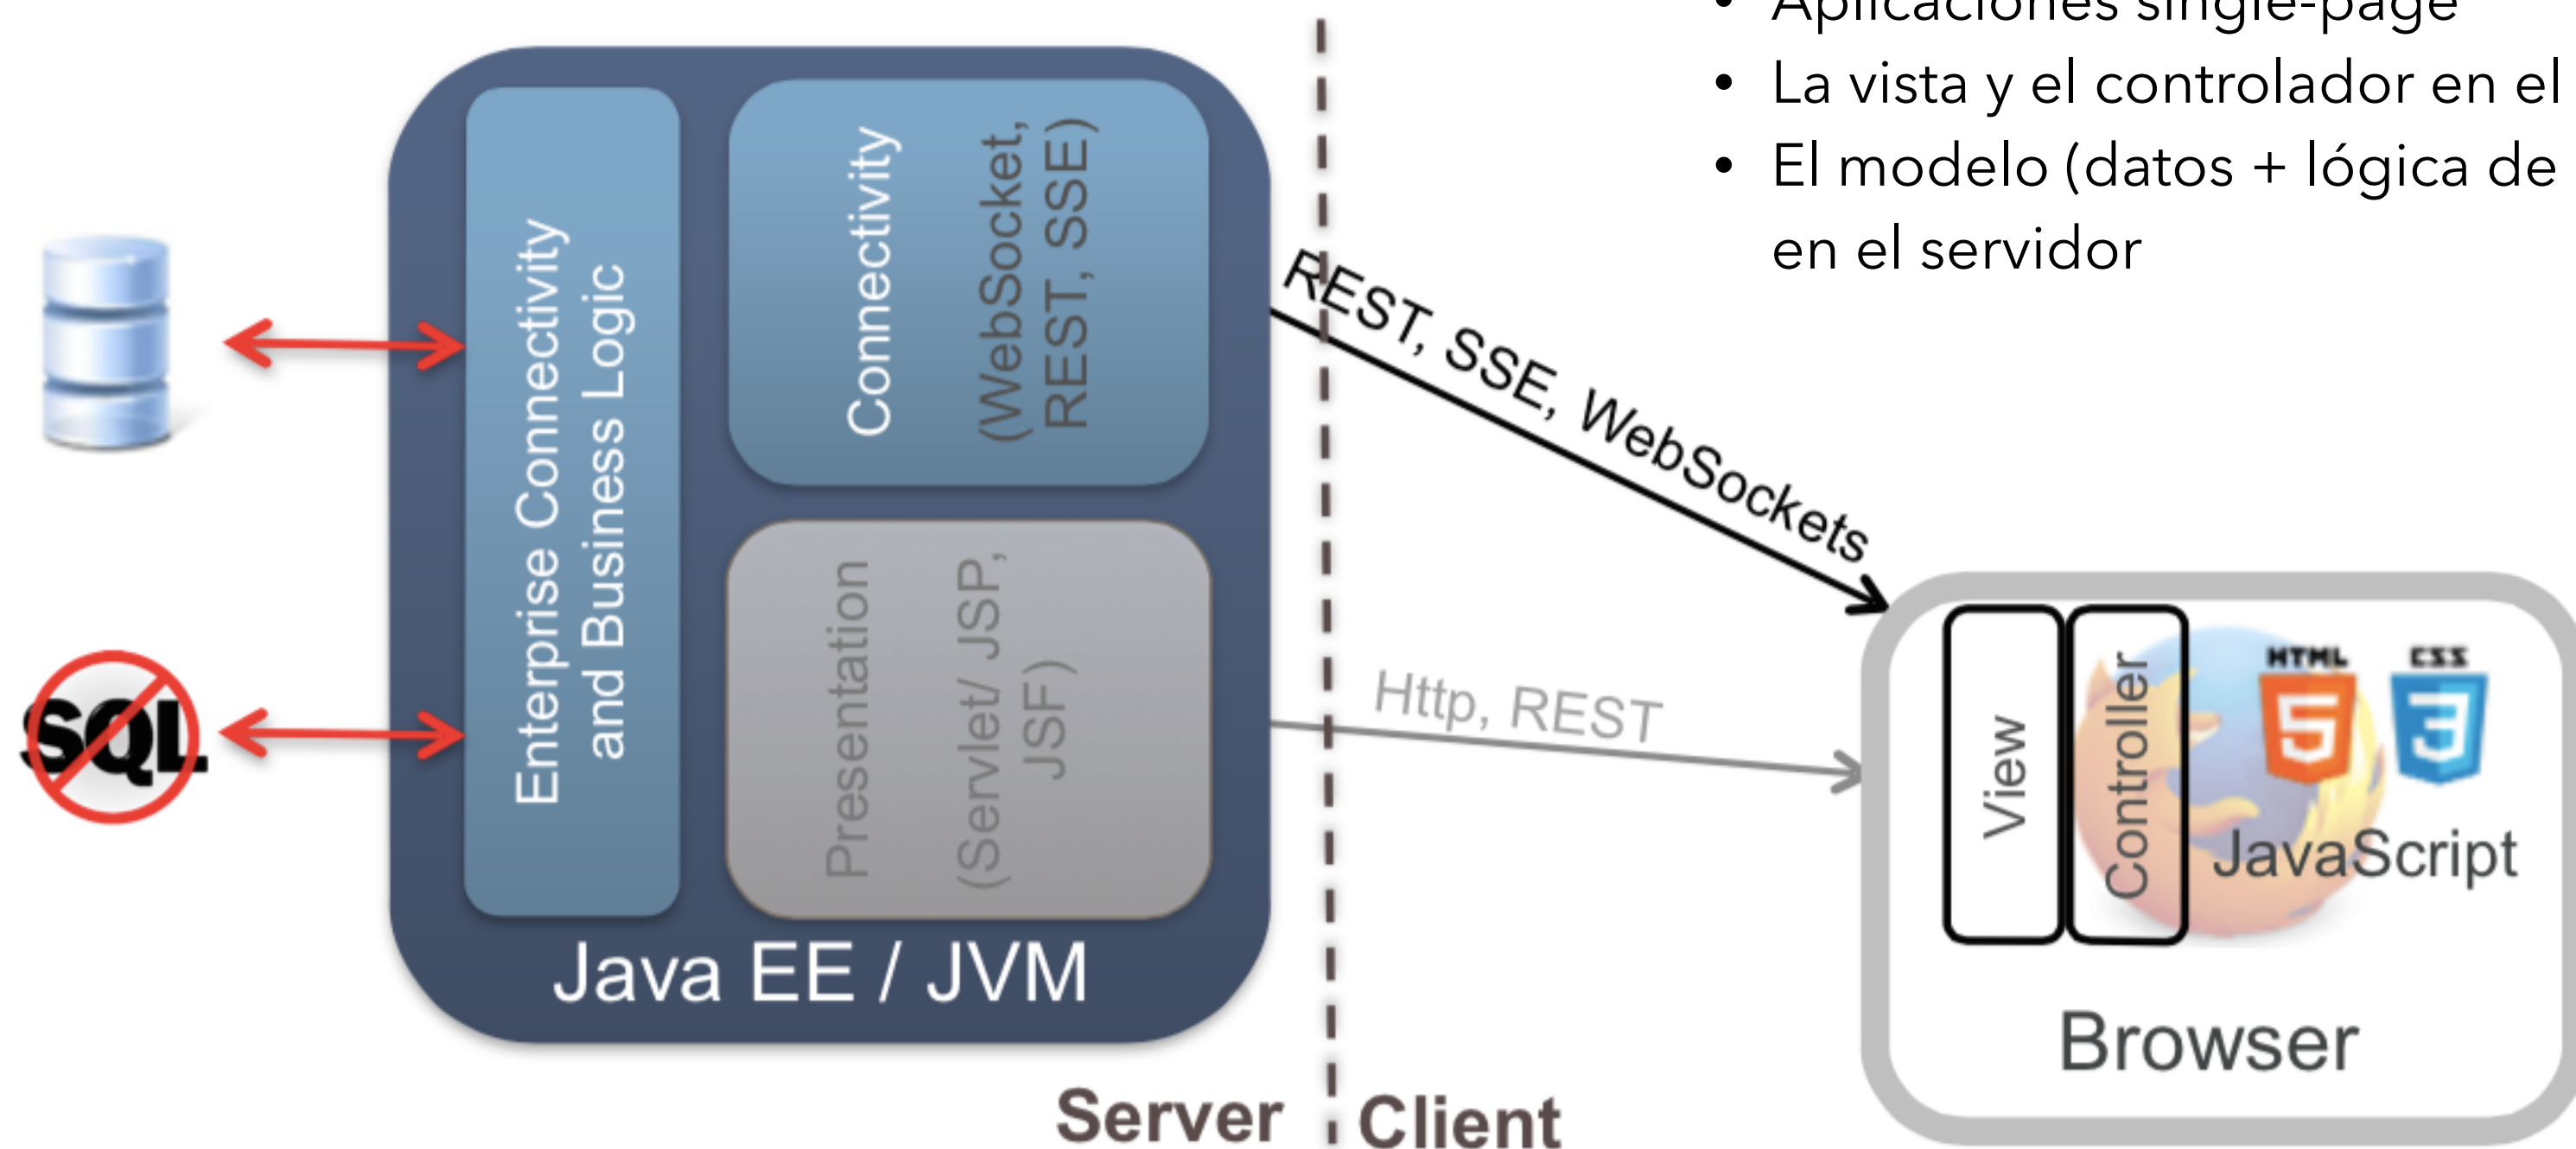 • Aplicaciones single-page
• La vista y el controlador en el
• El modelo (datos + lógica de
en el servidor
Enterprise Connectivity
and Business Logic
Connectivity
(WebSocket,
REST, SSE)
Presentation
(Servlet/ JSP,
JSF)
Java EE / JVM
SQL
REST, SSE, WebSockets
Http, REST
View
Controller
HTML
5
CSS
3
JavaScript
Browser
Server
Client